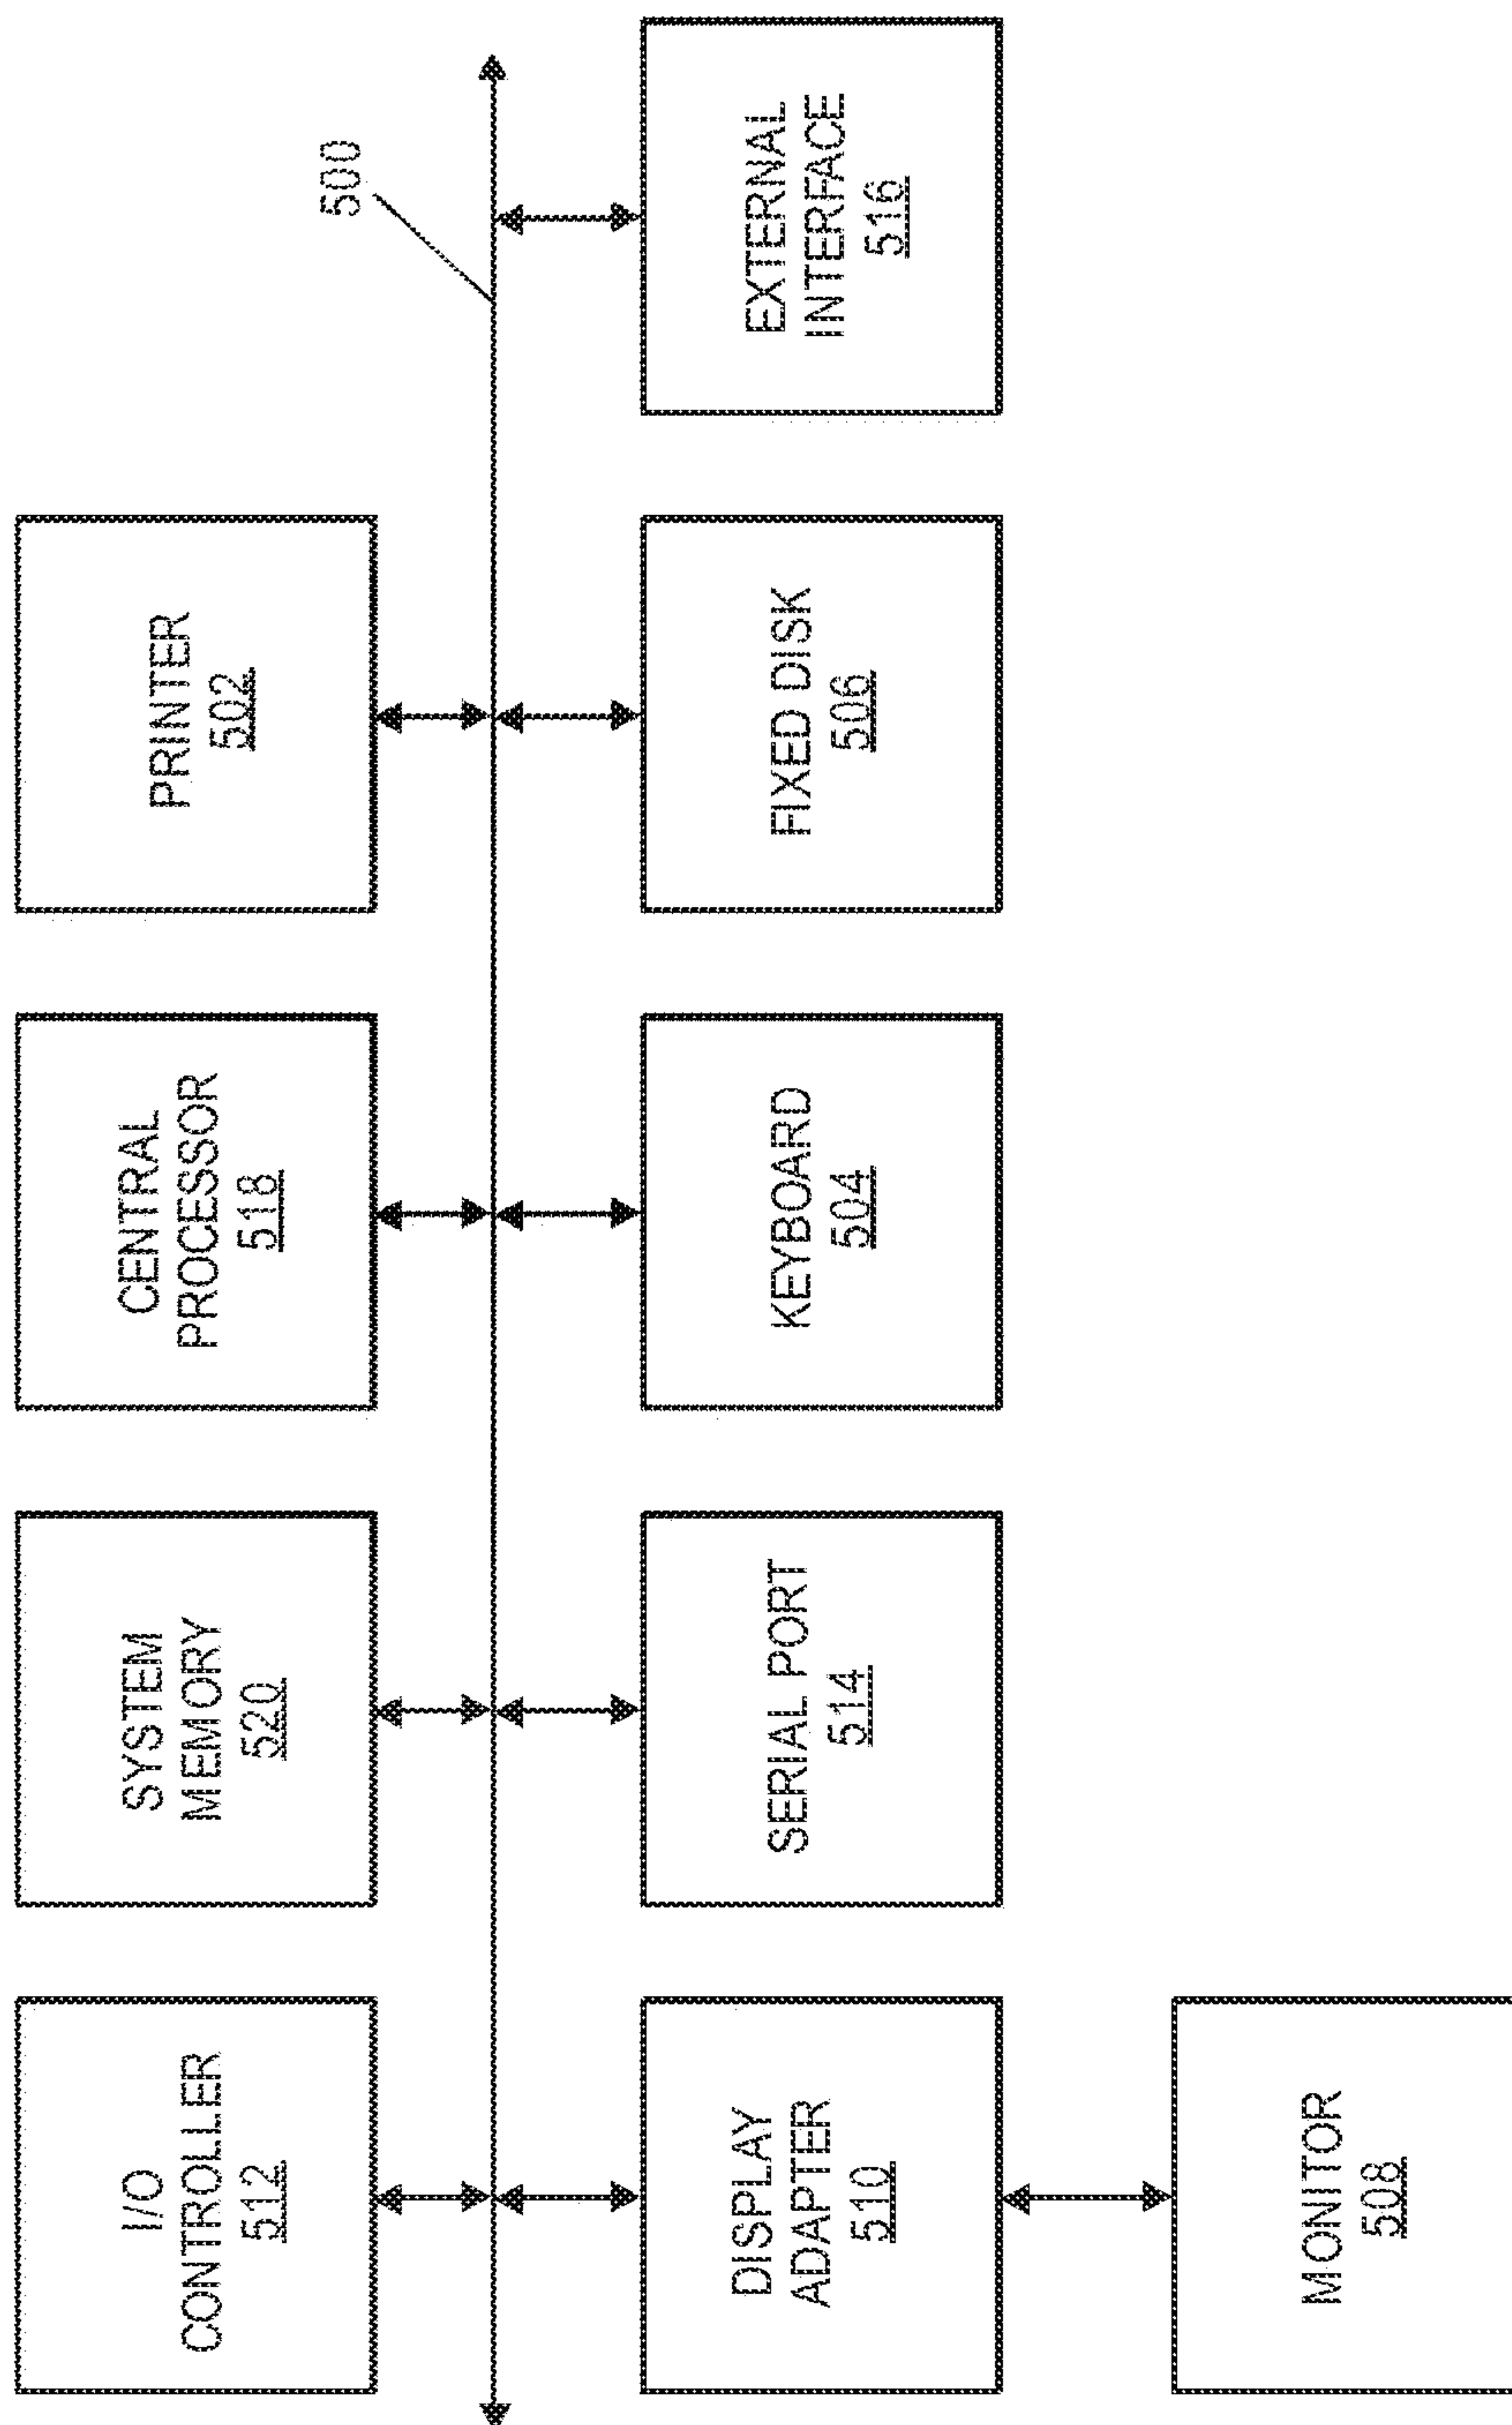 I/O
CONTROLLER
512
SYSTEM
MEMORY
520
CENTRAL
PROCESSOR
518
PRINTER
502
500
DISPLAY
ADAPTER
510
SERIAL PORT
514
KEYBOARD
504
FIXED DISK
506
EXTERNAL
INTERFACE
516
MONITOR
508